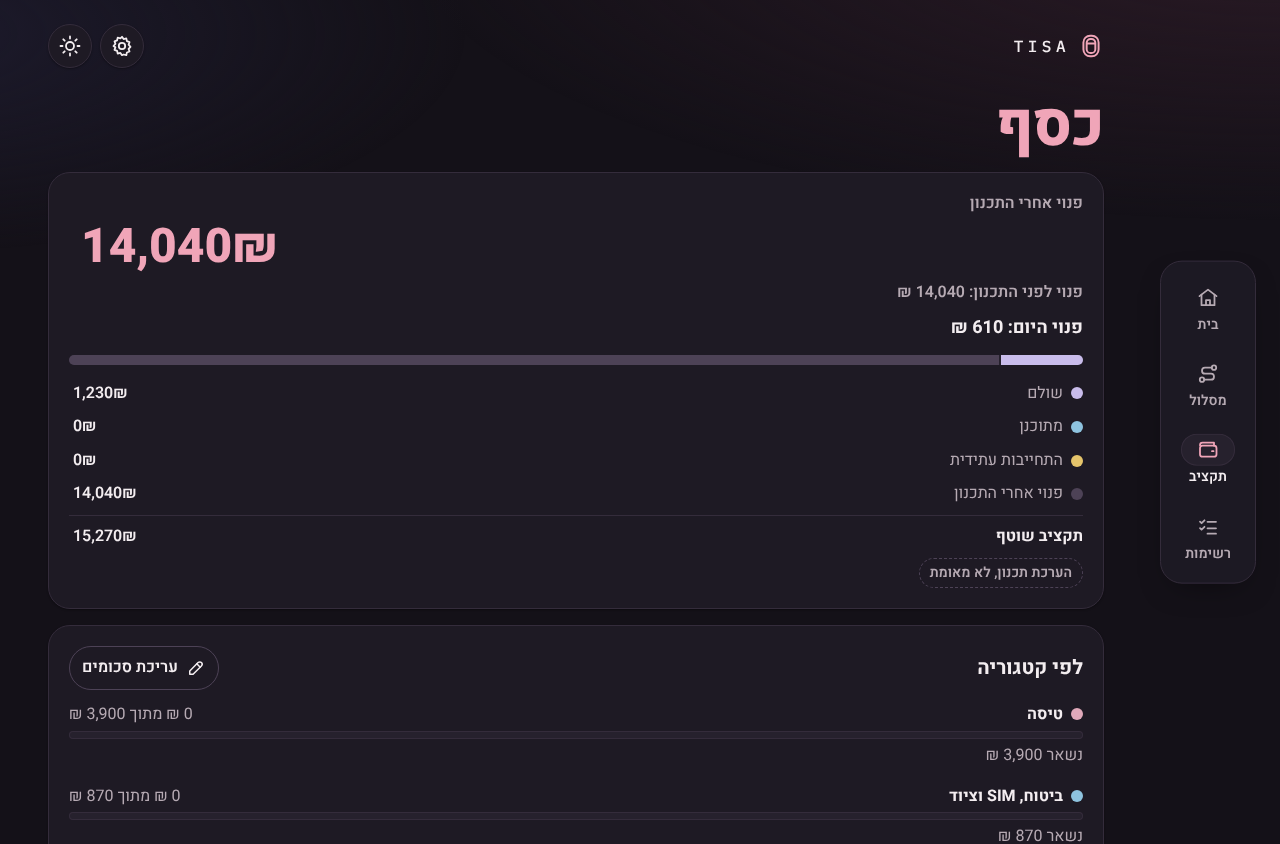 TISA
כסף
פנוי אחרי התכנון
14,040₪
פנוי לפני התכנון: 14,040 ₪
פנוי היום: 610 ₪
שולם 1,230₪
מתוכנן 0₪
התחייבות עתידית 0₪
פנוי אחרי התכנון 14,040₪
תקציב שוטף 15,270₪
הערכת תכנון, לא מאומת
לפי קטגוריה עריכת סכומים
טיסה 0 ₪ מתוך 3,900 ₪
נשאר 3,900 ₪
ביטוח, SIM וציוד 0 ₪ מתוך 870 ₪
נשאר 870 ₪
בית
מסלול
תקציב
רשימות